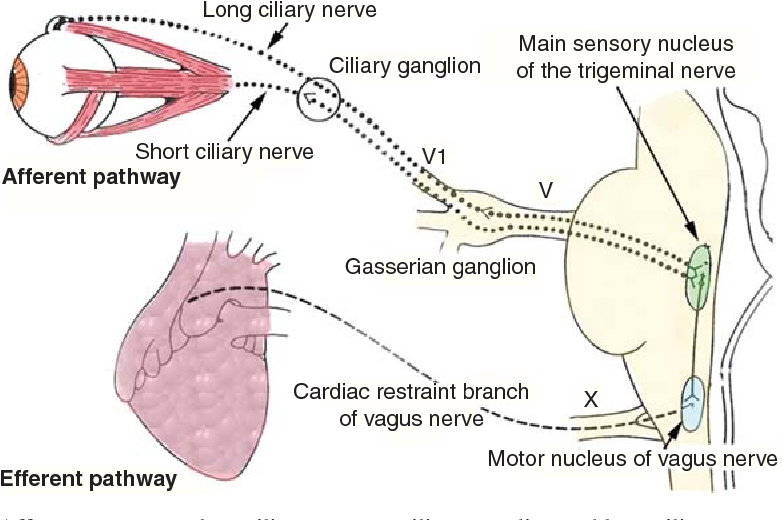 Long ciliary nerve
Main sensory nucleus
of the trigeminal nerve
Ciliary ganglion
Short ciliary nerve
V1
Afferent pathway
V
Gasserian ganglion
Cardiac restraint branch
of vagus nerve
X
Motor nucleus of vagus nerve
Efferent pathway